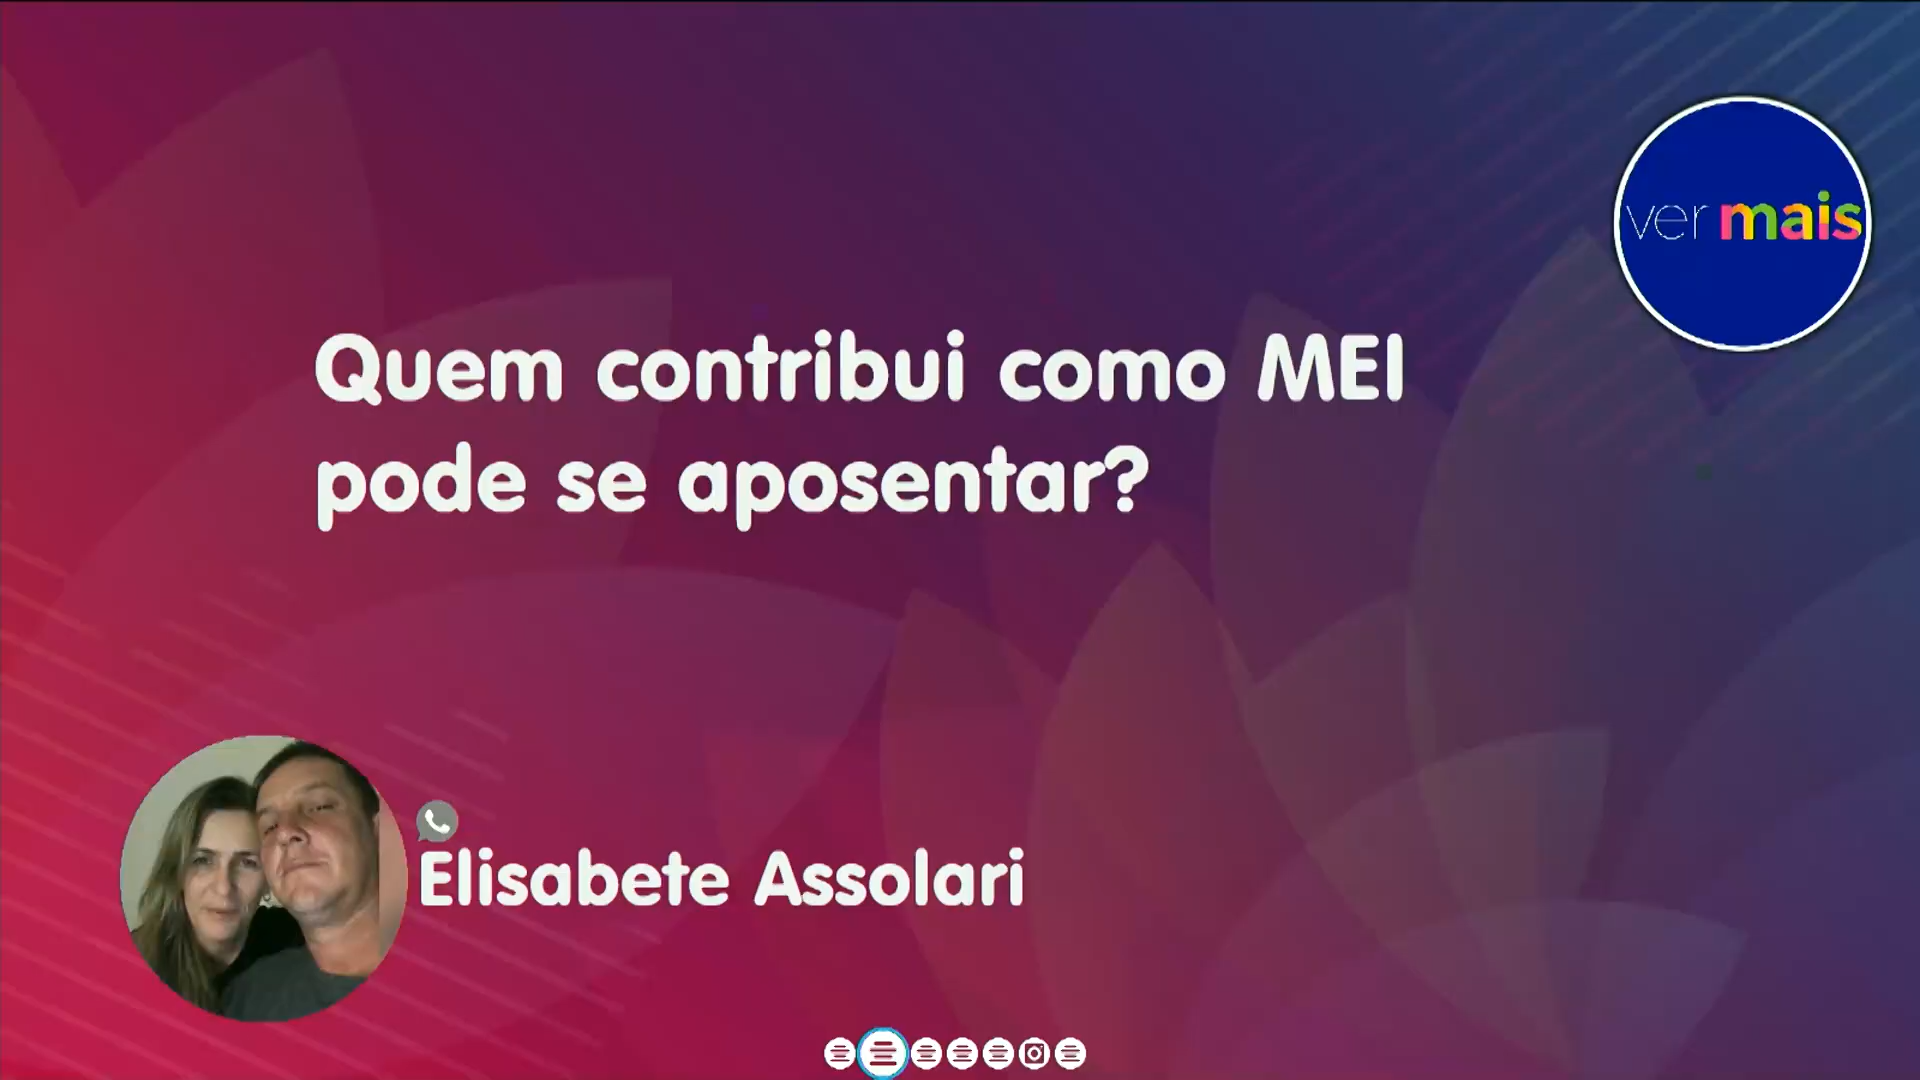 ver mais
Quem contribui como MEI
pode se aposentar?
Elisabete Assolari